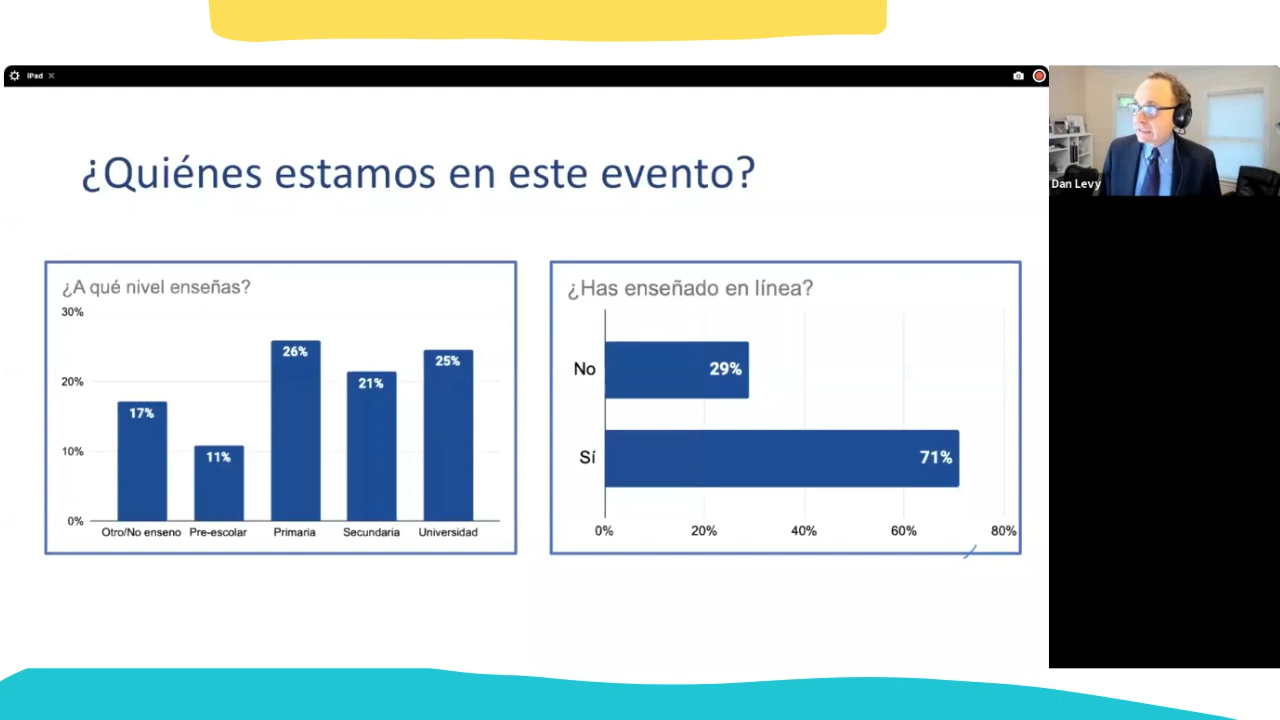 iPad
¿Quiénes estamos en este evento?
Dan Levy
¿A qué nivel enseñas?
30%
20%
10%
0%
17%
11%
26%
21%
25%
Otro/No enseno
Pre-escolar
Primaria
Secundaria
Universidad
¿Has enseñado en línea?
No
29%
Sí
71%
0%
20%
40%
60%
80%